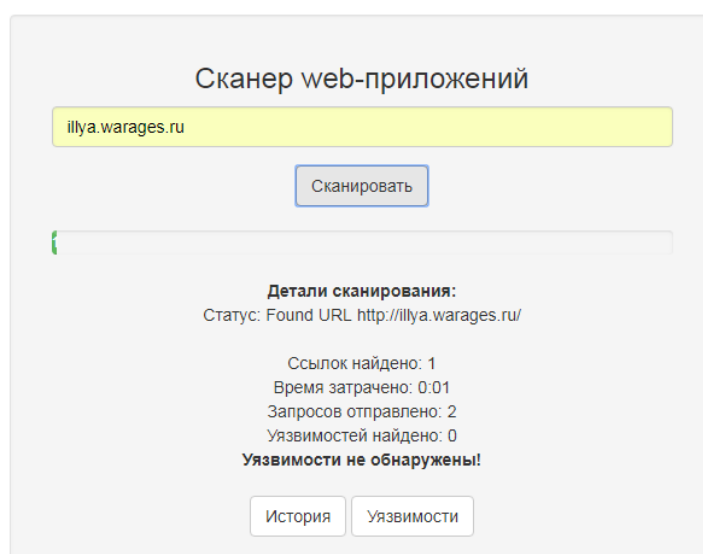 Сканер web-приложений
illya.warages.ru
Сканировать
Детали сканирования:
Статус: Found URL http://illya.warages.ru/
Ссылок найдено: 1
Время затрачено: 0:01
Запросов отправлено: 2
Уязвимостей найдено: 0
Уязвимости не обнаружены!
История Уязвимости